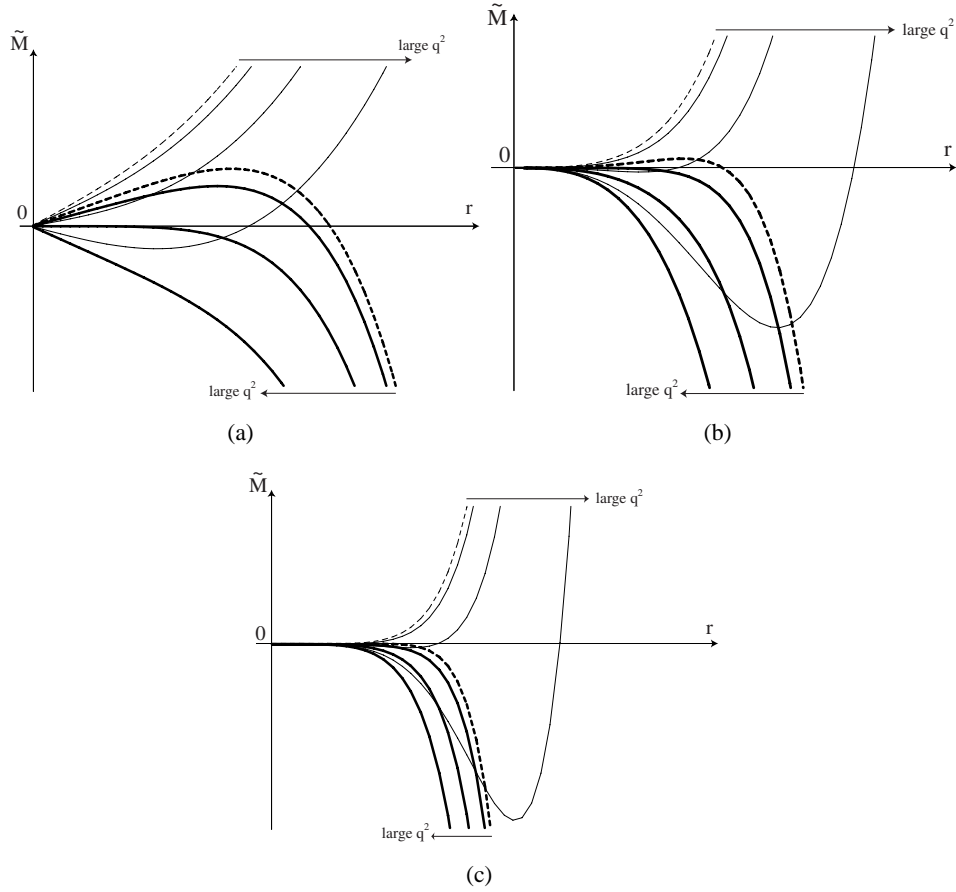 M̃
large q²
0
r
large q²
(a)
M̃
large q²
0
r
large q²
(b)
M̃
large q²
0
r
large q²
(c)